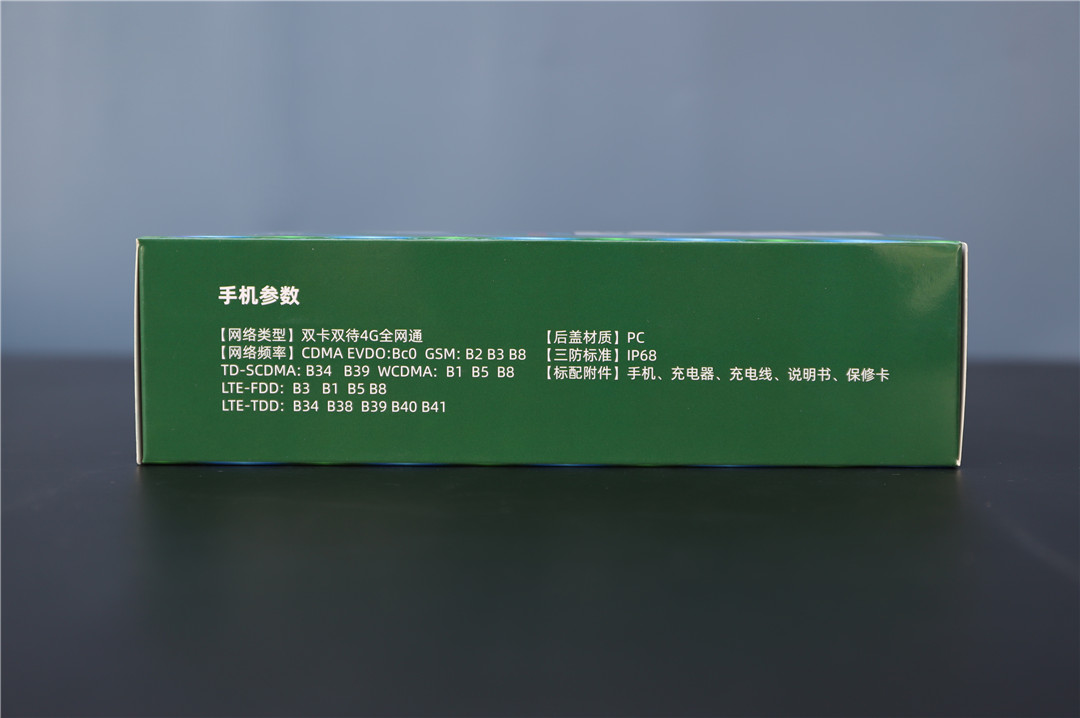 手机参数
【网络类型】双卡双待4G全网通
【网络频率】CDMA EVDO:Bc0 GSM: B2 B3 B8
TD-SCDMA: B34 B39 WCDMA: B1 B5 B8
LTE-FDD: B3 B1 B5 B8
LTE-TDD: B34 B38 B39 B40 B41
【后盖材质】PC
【三防标准】IP68
【标配附件】手机、充电器、充电线、说明书、保修卡